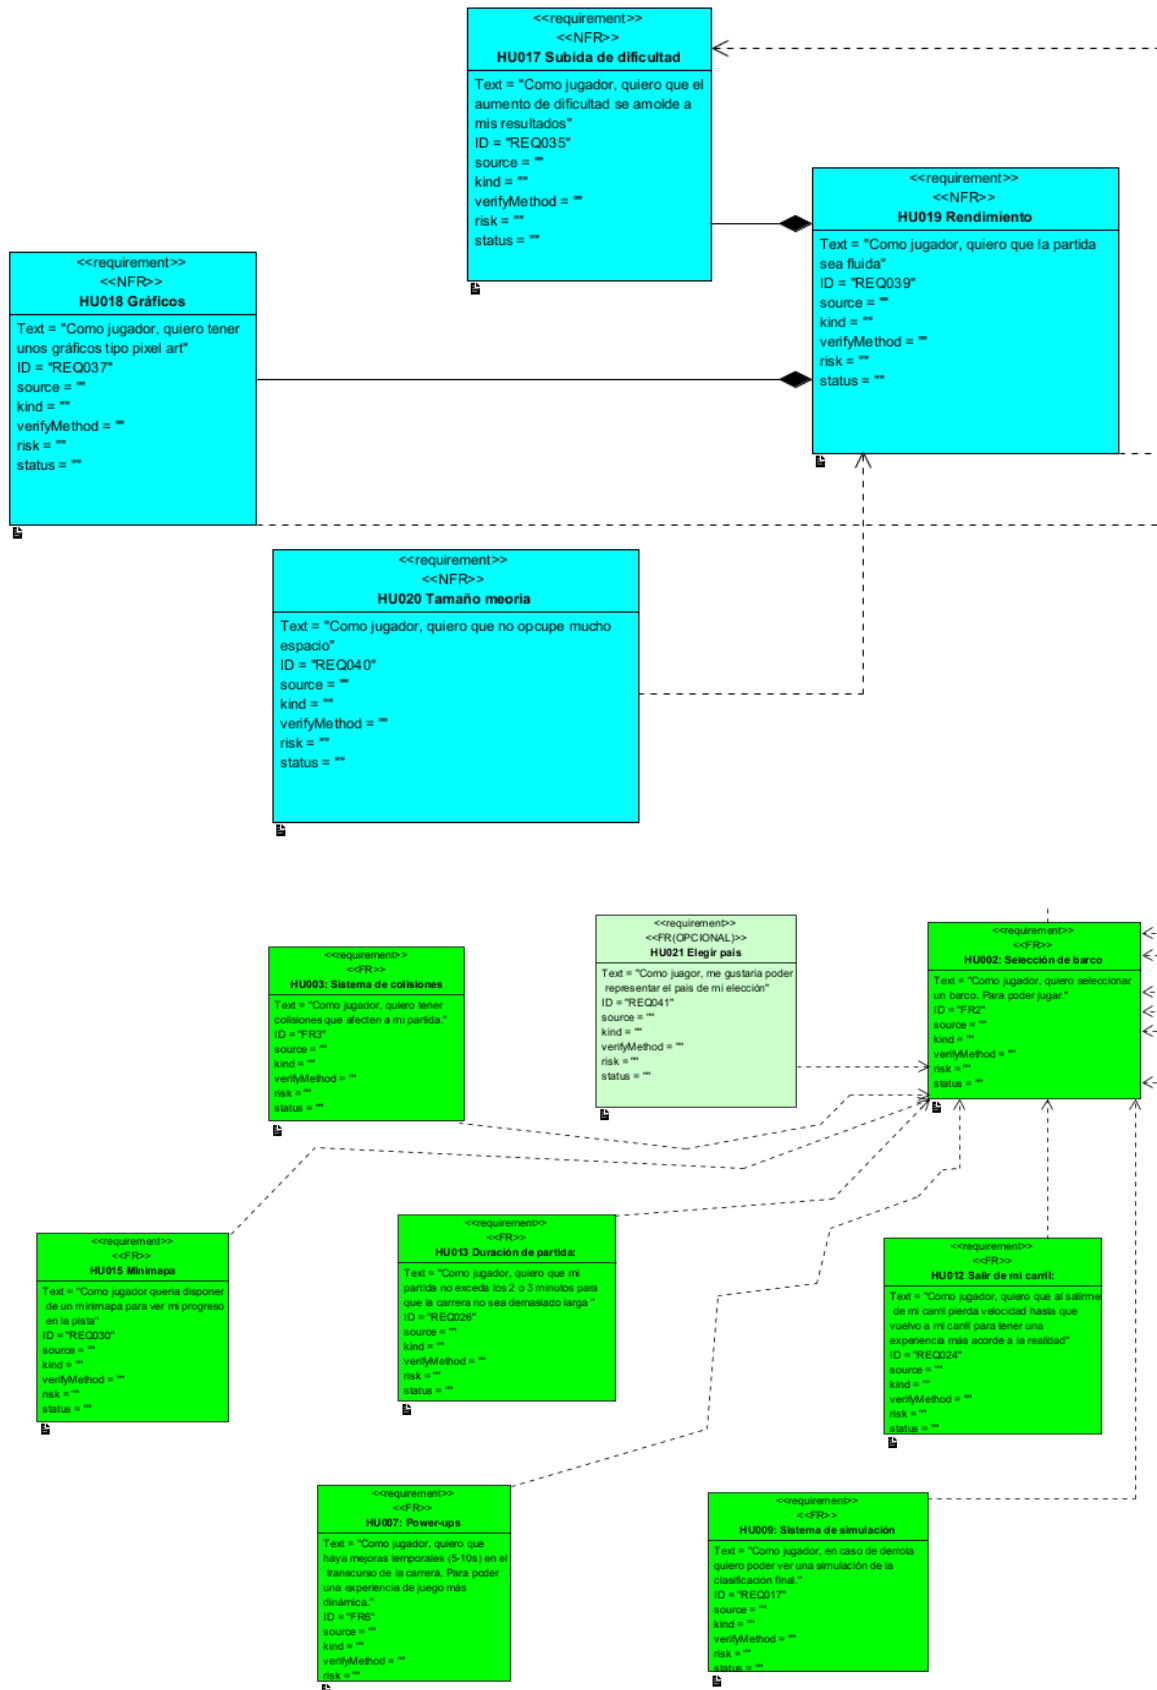 <<requirement>>
<<NFR>>
HU017 Subida de dificultad
Text = "Como jugador, quiero que el
aumento de dificultad se amolde a
mis resultados"
ID = "REQ035"
source = ""
kind = ""
verifyMethod = ""
risk = ""
status = ""
<<requirement>>
<<NFR>>
HU019 Rendimiento
Text = "Como jugador, quiero que la partida
sea fluida"
ID = "REQ039"
source = ""
kind = ""
verifyMethod = ""
risk = ""
status = ""
<<requirement>>
<<NFR>>
HU018 Gráficos
Text = "Como jugador, quiero tener
unos gráficos tipo pixel art"
ID = "REQ037"
source = ""
kind = ""
verifyMethod = ""
risk = ""
status = ""
<<requirement>>
<<NFR>>
HU020 Tamaño meoria
Text = "Como jugador, quiero que no opcupe mucho
espacio"
ID = "REQ040"
source = ""
kind = ""
verifyMethod = ""
risk = ""
status = ""
<<requirement>>
<<FR>>
HU003: Sistema de colisiones
Text = "Como jugador, quiero tener
colisiones que afecten a mi partida."
ID = "FR3"
source = ""
kind = ""
verifyMethod = ""
risk = ""
status = ""
<<requirement>>
<<FR(OPCIONAL)>>
HU021 Elegir pais
Text = "Como juagor, me gustaria poder
representar el pais de mi elección"
ID = "REQ041"
source = ""
kind = ""
verifyMethod = ""
risk = ""
status = ""
<<requirement>>
<<FR>>
HU002: Selección de barco
Text = "Como jugador, quiero seleccionar
un barco. Para poder jugar."
ID = "FR2"
source = ""
kind = ""
verifyMethod = ""
risk = ""
status = ""
<<requirement>>
<<FR>>
HU015 Minimapa
Text = "Como jugador queria disponer
de un minimapa para ver mi progreso
en la pista"
ID = "REQ030"
source = ""
kind = ""
verifyMethod = ""
risk = ""
status = ""
<<requirement>>
<<FR>>
HU013 Duración de partida:
Text = "Como jugador, quiero que mi
partida no exceda los 2 o 3 minutos para
que la carrera no sea demasiado larga."
ID = "REQ026"
source = ""
kind = ""
verifyMethod = ""
risk = ""
status = ""
<<requirement>>
<<FR>>
HU012 Salir de mi carril:
Text = "Como jugador, quiero que al salirme
de mi carril pierda velocidad hasta que
vuelvo a mi carril para tener una
experiencia más acorde a la realidad"
ID = "REQ024"
source = ""
kind = ""
verifyMethod = ""
risk = ""
status = ""
<<requirement>>
<<FR>>
HU007: Power-ups
Text = "Como jugador, quiero que
haya mejoras temporales (5-10s) en el
transcurso de la carrera. Para poder
una experiencia de juego más
dinámica."
ID = "FR6"
source = ""
kind = ""
verifyMethod = ""
risk = ""
<<requirement>>
<<FR>>
HU009: Sistema de simulación
Text = "Como jugador, en caso de derrota
quiero poder ver una simulación de la
clasificación final."
ID = "REQ017"
source = ""
kind = ""
verifyMethod = ""
risk = ""
status = ""